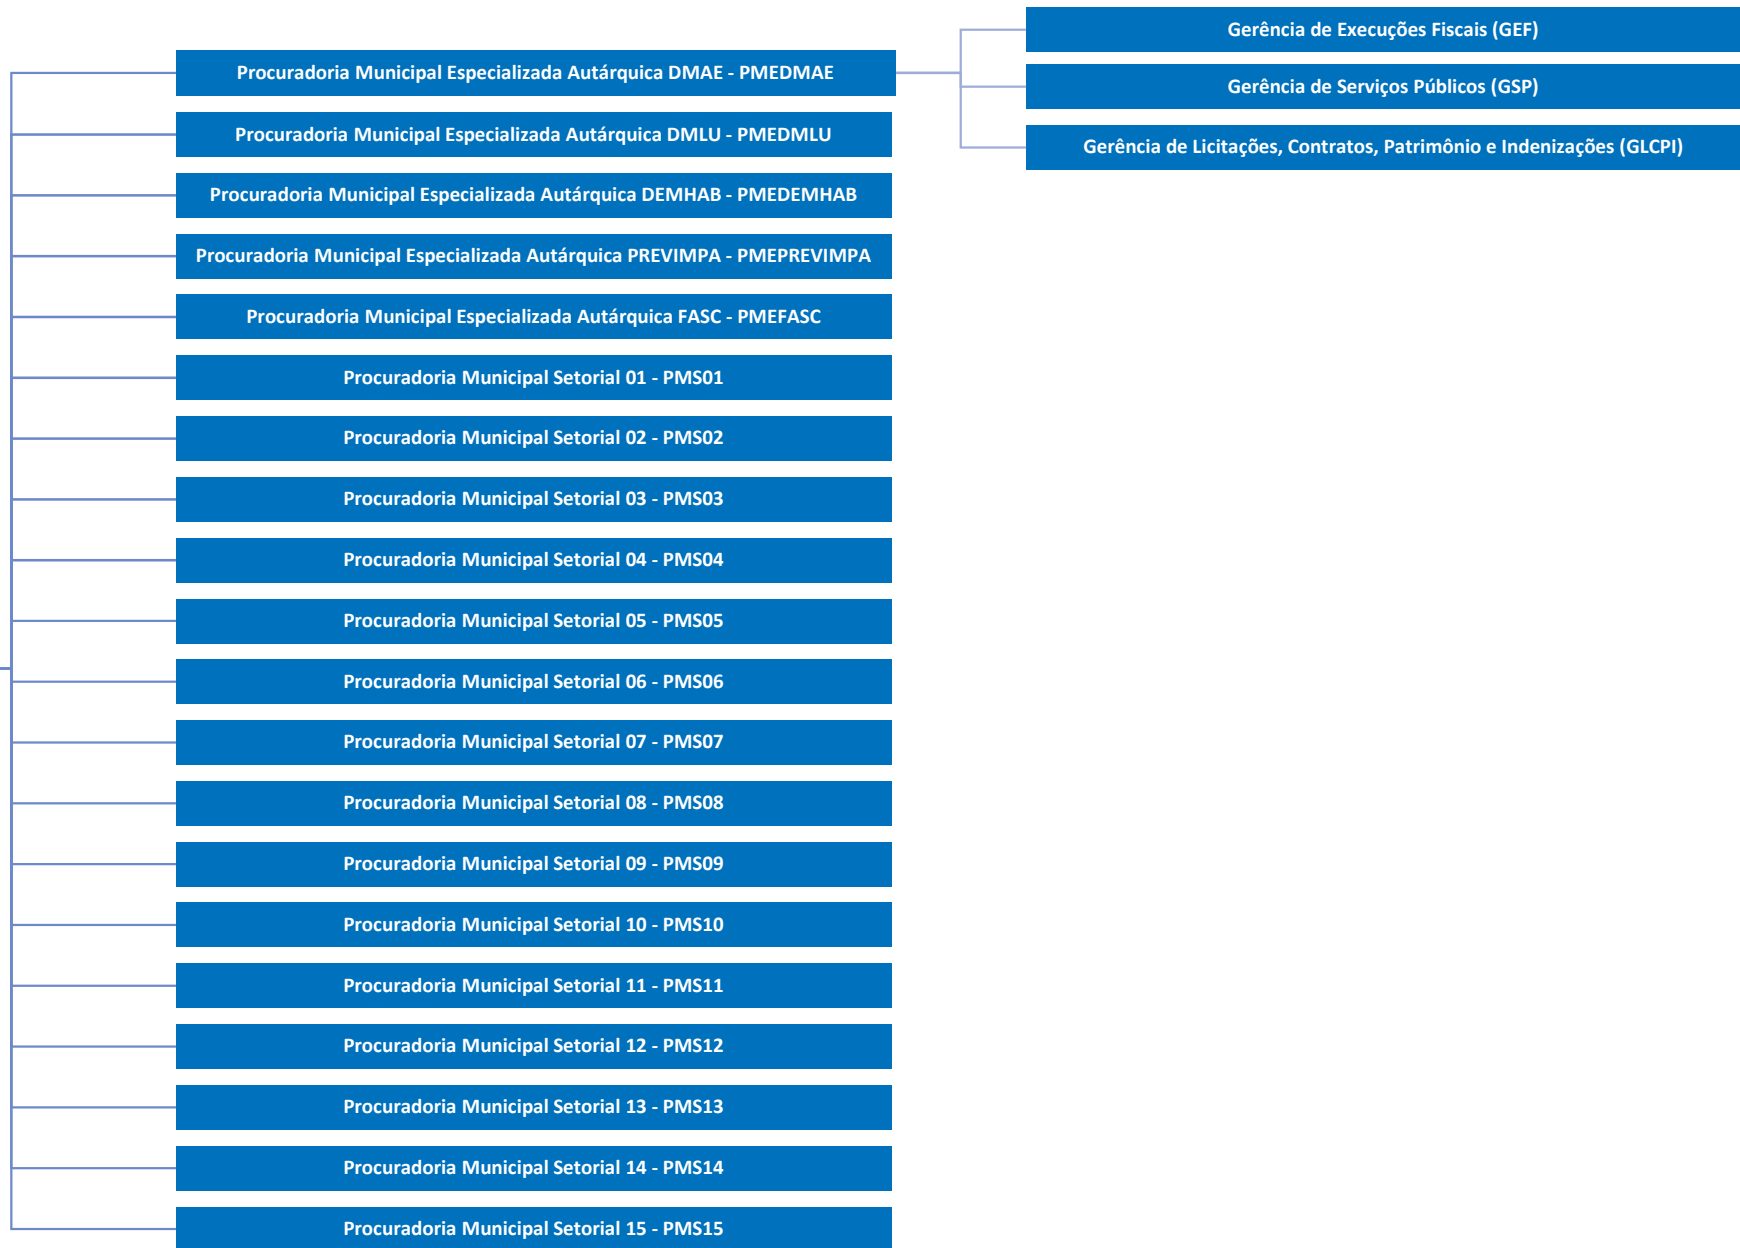 Procuradoria Municipal Especializada Autárquica DMAE - PMEDMAE
Gerência de Execuções Fiscais (GEF)
Gerência de Serviços Públicos (GSP)
Gerência de Licitações, Contratos, Patrimônio e Indenizações (GLCPI)
Procuradoria Municipal Especializada Autárquica DMLU - PMEDMLU
Procuradoria Municipal Especializada Autárquica DEMHAB - PMEDEMHAB
Procuradoria Municipal Especializada Autárquica PREVIMPA - PMEPREVIMPA
Procuradoria Municipal Especializada Autárquica FASC - PMEFASC
Procuradoria Municipal Setorial 01 - PMS01
Procuradoria Municipal Setorial 02 - PMS02
Procuradoria Municipal Setorial 03 - PMS03
Procuradoria Municipal Setorial 04 - PMS04
Procuradoria Municipal Setorial 05 - PMS05
Procuradoria Municipal Setorial 06 - PMS06
Procuradoria Municipal Setorial 07 - PMS07
Procuradoria Municipal Setorial 08 - PMS08
Procuradoria Municipal Setorial 09 - PMS09
Procuradoria Municipal Setorial 10 - PMS10
Procuradoria Municipal Setorial 11 - PMS11
Procuradoria Municipal Setorial 12 - PMS12
Procuradoria Municipal Setorial 13 - PMS13
Procuradoria Municipal Setorial 14 - PMS14
Procuradoria Municipal Setorial 15 - PMS15